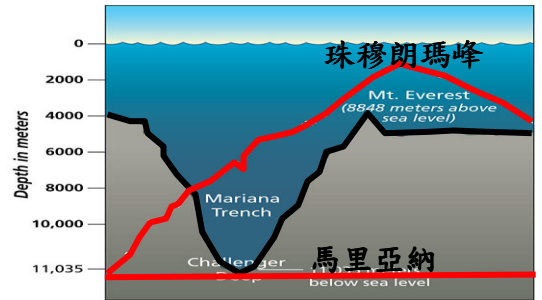 0
珠穆朗瑪峰
2000
Mt. Everest
(8848 meters above
sea level)
4000
6000
Depth in meters
8000
Mariana
Trench
10,000
馬里亞納
Challenger
Deep
11,035
below sea level